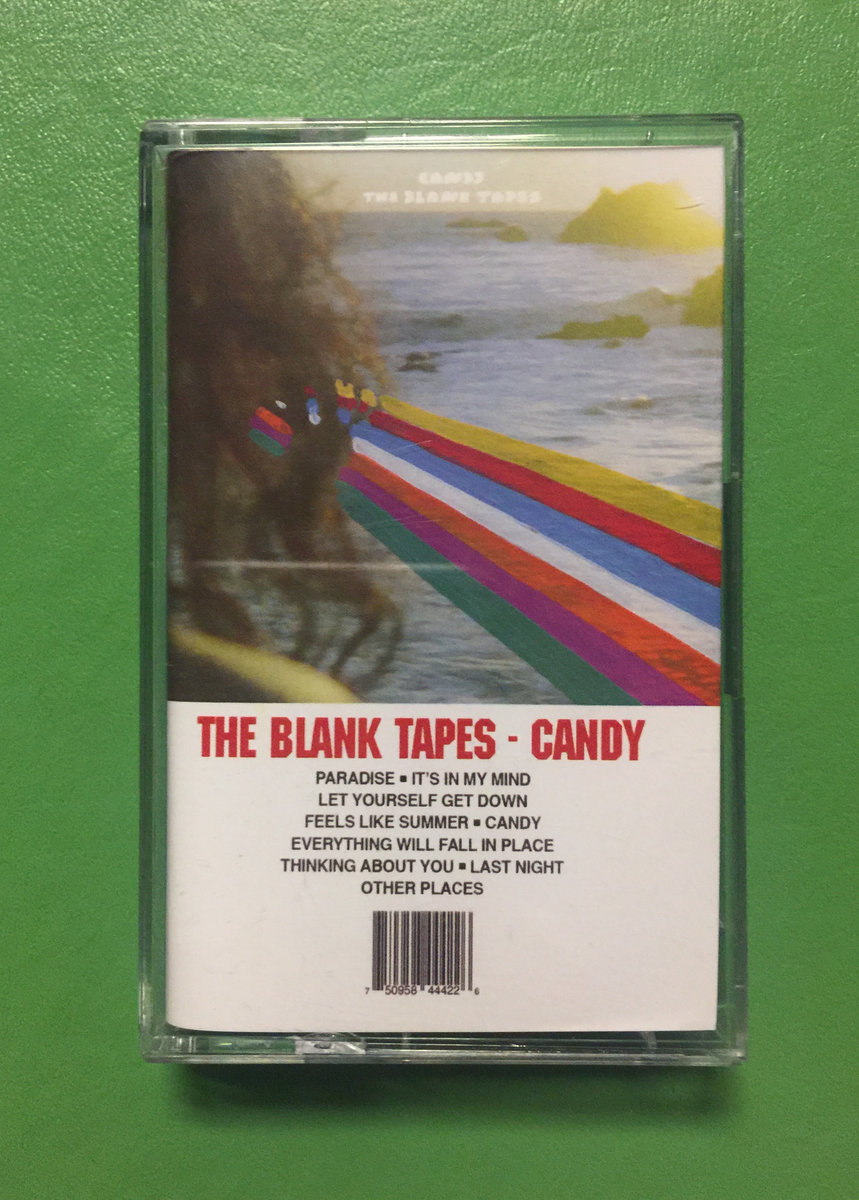 CANDY
THE BLANK TAPES
THE BLANK TAPES - CANDY
PARADISE ▪ IT'S IN MY MIND
LET YOURSELF GET DOWN
FEELS LIKE SUMMER ▪ CANDY
EVERYTHING WILL FALL IN PLACE
THINKING ABOUT YOU ▪ LAST NIGHT
OTHER PLACES
7 50958 44422 6